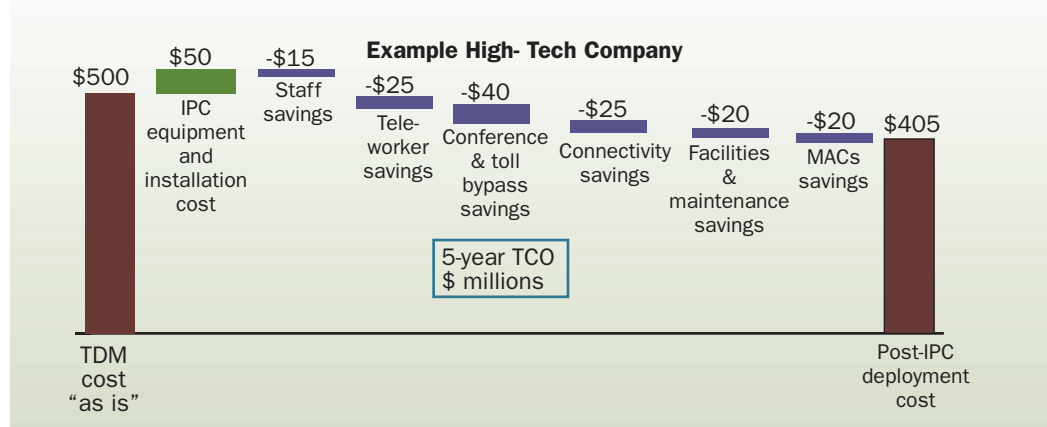 Example High- Tech Company
$500
$50
IPC
equipment
and
installation
cost
-$15
Staff
savings
-$25
Tele-
worker
savings
-$40
Conference
& toll
bypass
savings
-$25
Connectivity
savings
-$20
Facilities
&
maintenance
savings
-$20
MACs
savings
$405
5-year TCO
$ millions
TDM
cost
“as is”
Post-IPC
deployment
cost